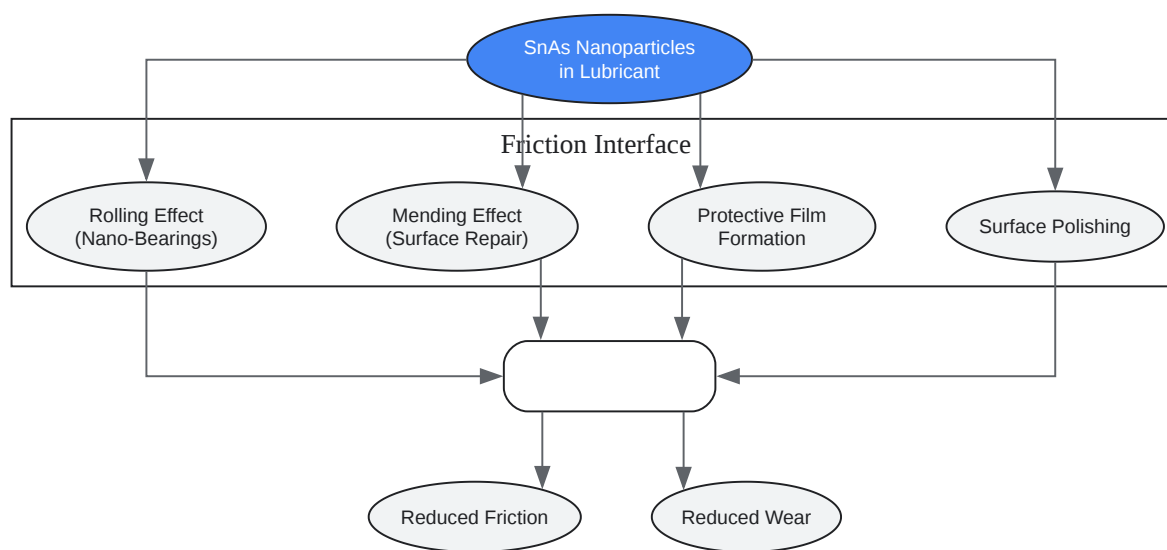 SnAs Nanoparticles
in Lubricant
Friction Interface
Rolling Effect
(Nano-Bearings)
Mending Effect
(Surface Repair)
Protective Film
Formation
Surface Polishing
Reduced Friction
Reduced Wear